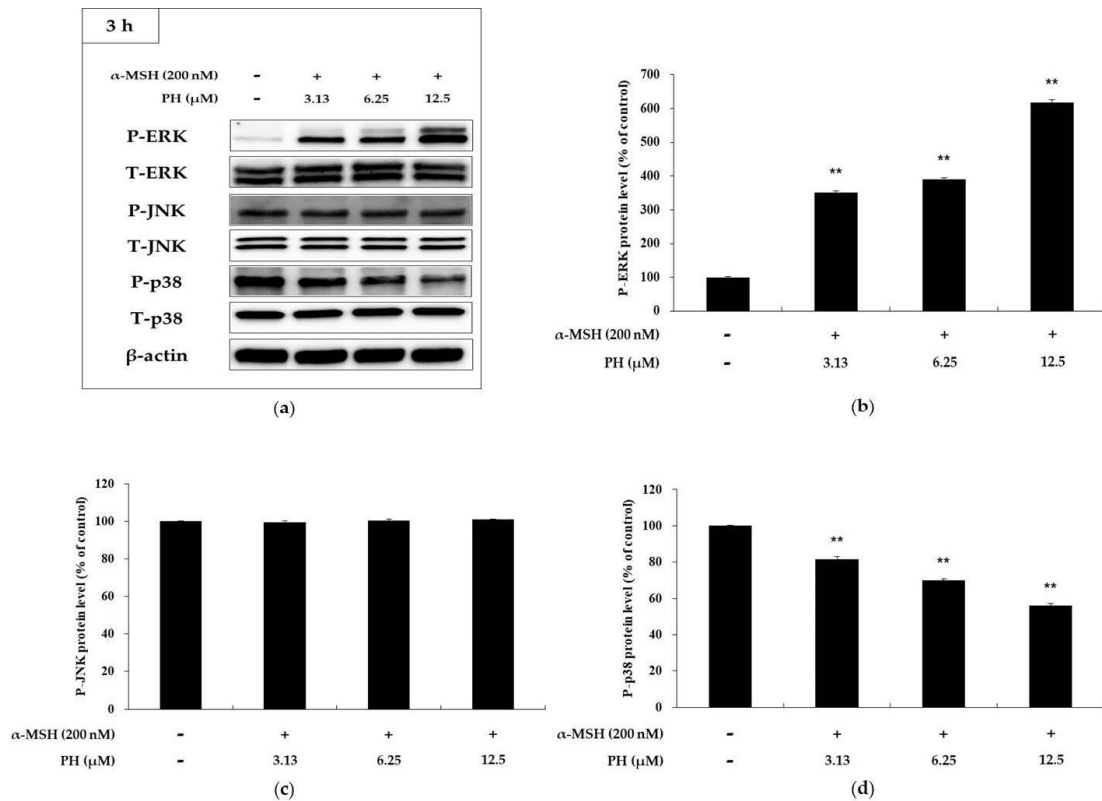 3 h
α-MSH (200 nM) - + + +
PH (μM) - 3.13 6.25 12.5
P-ERK
T-ERK
P-JNK
T-JNK
P-p38
T-p38
β-actin
(a)
P-ERK protein level (% of control)
700
600
500
400
300
200
100
0
** ** **
α-MSH (200 nM) - + + +
PH (μM) - 3.13 6.25 12.5
(b)
P-JNK protein level (% of control)
120
100
80
60
40
20
0
α-MSH (200 nM) - + + +
PH (μM) - 3.13 6.25 12.5
(c)
P-p38 protein level (% of control)
120
100
80
60
40
20
0
** ** **
α-MSH (200 nM) - + + +
PH (μM) - 3.13 6.25 12.5
(d)